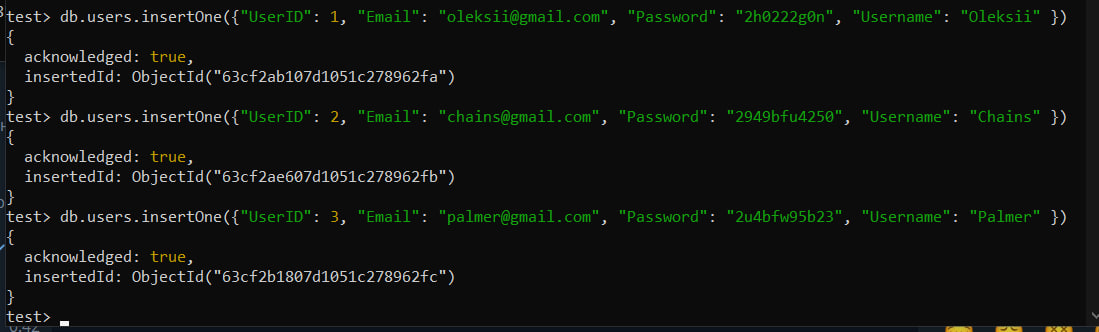 test> db.users.insertOne({"UserID": 1, "Email": "oleksii@gmail.com", "Password": "2h0222g0n", "Username": "Oleksii" })
{
  acknowledged: true,
  insertedId: ObjectId("63cf2ab107d1051c278962fa")
}
test> db.users.insertOne({"UserID": 2, "Email": "chains@gmail.com", "Password": "2949bfu4250", "Username": "Chains" })
{
  acknowledged: true,
  insertedId: ObjectId("63cf2ae607d1051c278962fb")
}
test> db.users.insertOne({"UserID": 3, "Email": "palmer@gmail.com", "Password": "2u4bfw95b23", "Username": "Palmer" })
{
  acknowledged: true,
  insertedId: ObjectId("63cf2b1807d1051c278962fc")
}
test>